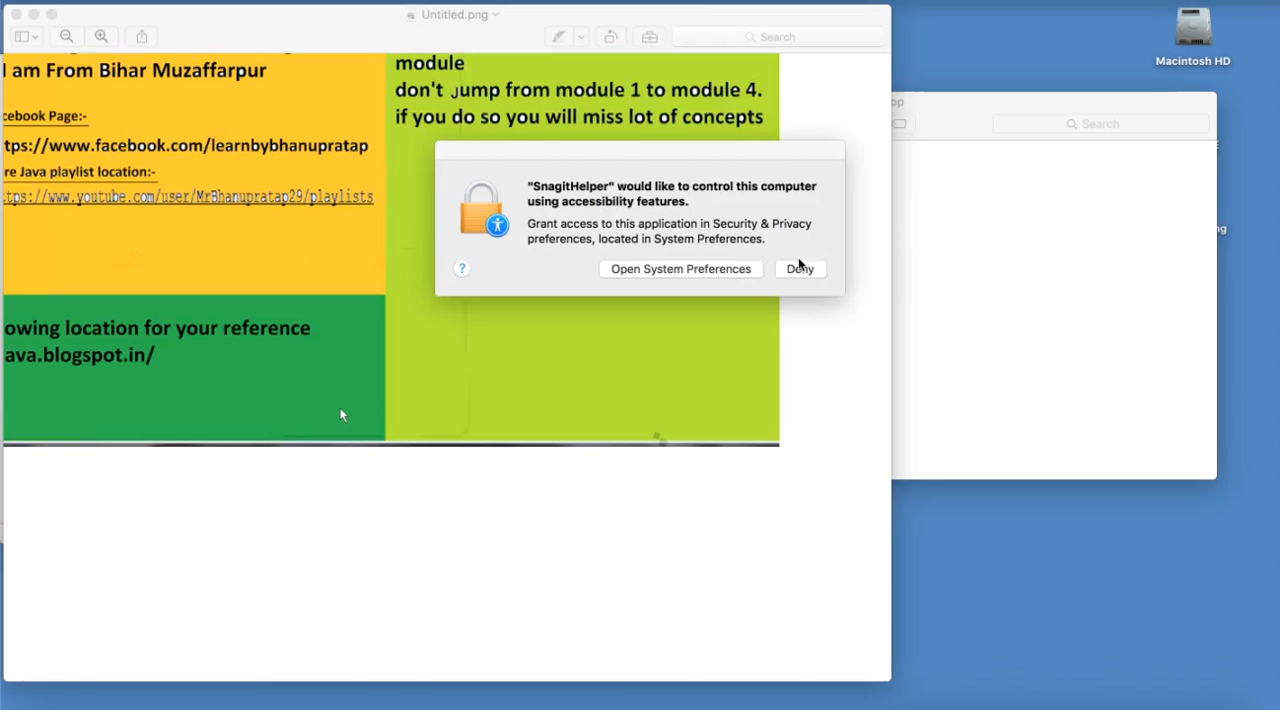 Untitled.png
Search
I am From Bihar Muzaffarpur
cebook Page:-
tps://www.facebook.com/learnbybhanupratap
re Java playlist location:-
tps://www.youtube.com/user/MrBhanupratap29/playlists
owing location for your reference
ava.blogspot.in/
module
don't jump from module 1 to module 4.
if you do so you will miss lot of concepts
"SnagitHelper" would like to control this computer
using accessibility features.
Grant access to this application in Security & Privacy
preferences, located in System Preferences.
?
Open System Preferences
Deny
Macintosh HD
op
Search
ng